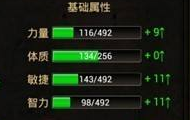 基础属性
力量 116/492 +9↑
体质 134/256 +0↑
敏捷 143/492 +11↑
智力 98/492 +11↑